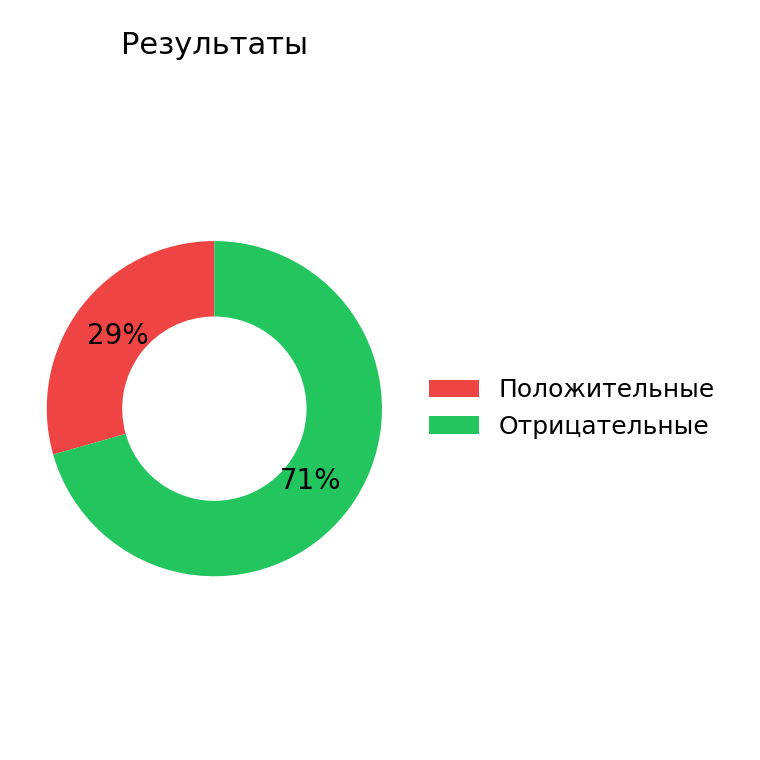 Результаты
29%
71%
Положительные
Отрицательные